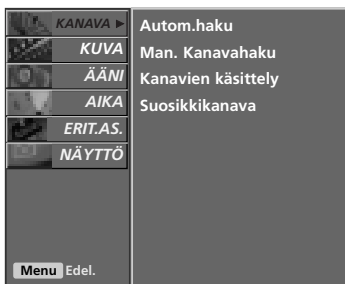 KANAVA ►
KUVA
ÄÄNI
AIKA
ERIT.AS.
NÄYTTÖ
Menu Edel.
Autom.haku
Man. Kanavahaku
Kanavien käsittely
Suosikkikanava